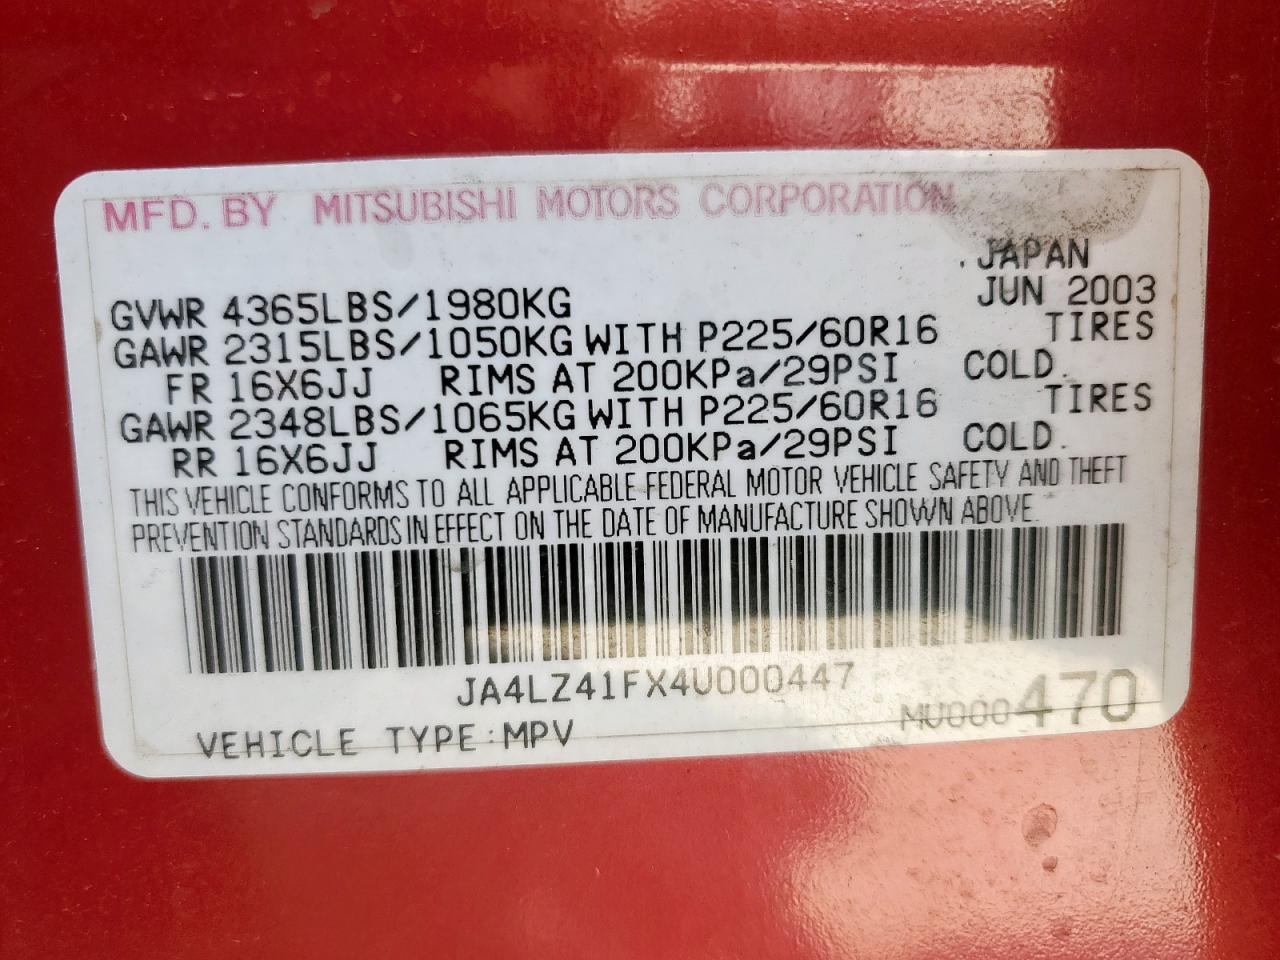 MFD. BY MITSUBISHI MOTORS CORPORATION
. JAPAN
JUN 2003
GVWR 4365LBS/1980KG
GAWR 2315LBS/1050KG WITH P225/60R16 TIRES
FR 16X6JJ RIMS AT 200KPa/29PSI COLD.
GAWR 2348LBS/1065KG WITH P225/60R16 TIRES
RR 16X6JJ RIMS AT 200KPa/29PSI COLD.
THIS VEHICLE CONFORMS TO ALL APPLICABLE FEDERAL MOTOR VEHICLE SAFETY AND THEFT
PREVENTION STANDARDS IN EFFECT ON THE DATE OF MANUFACTURE SHOWN ABOVE.
JA4LZ41FX4U000447
MU000470
VEHICLE TYPE:MPV